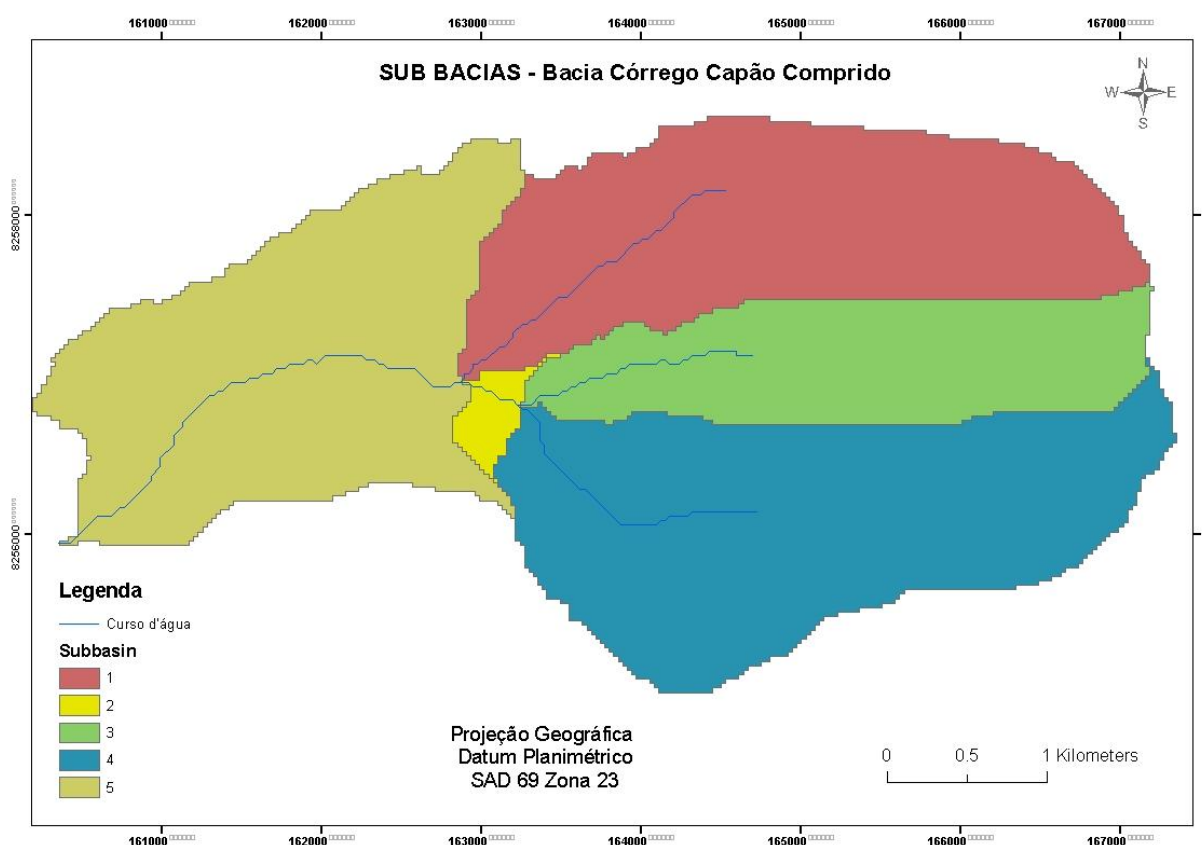 161000 162000 163000 164000 165000 166000 167000
SUB BACIAS - Bacia Córrego Capão Comprido
N
W E
S
8258000 8258000
8256000 8256000
Legenda
Curso d'água
Subbasin
1
2
3
4
5
Projeção Geográfica
Datum Planimétrico
SAD 69 Zona 23
0 0.5 1 Kilometers
161000 162000 163000 164000 165000 166000 167000